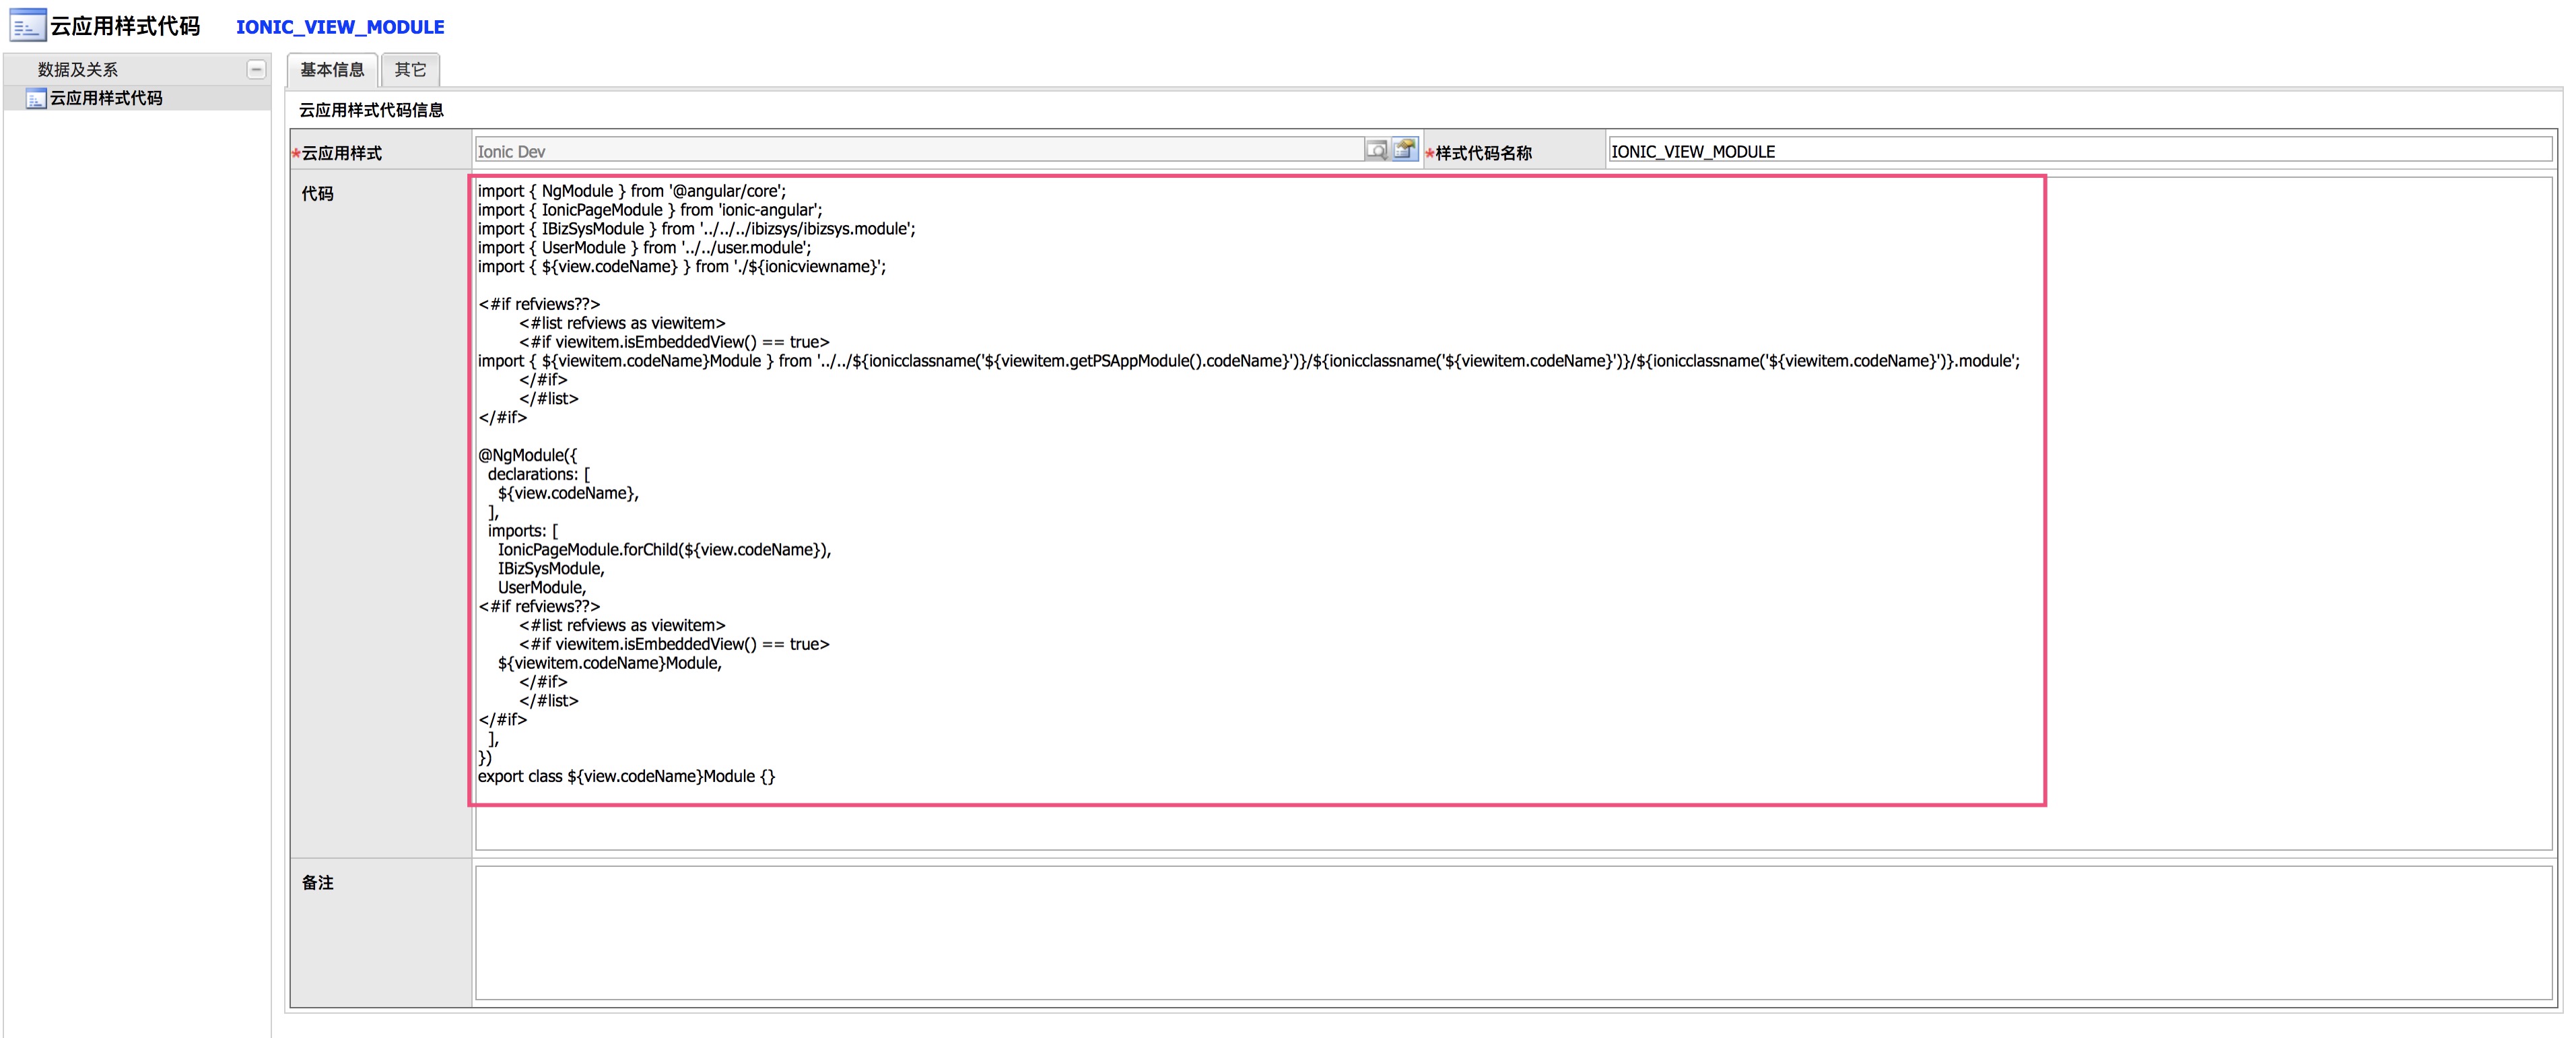 云应用样式代码 IONIC_VIEW_MODULE
数据及关系
云应用样式代码
基本信息 其它
云应用样式代码信息
*云应用样式 Ionic Dev *样式代码名称 IONIC_VIEW_MODULE
代码
import { NgModule } from '@angular/core';
import { IonicPageModule } from 'ionic-angular';
import { IBizSysModule } from '../../../ibizsys/ibizsys.module';
import { UserModule } from '../../user.module';
import { ${view.codeName} } from './${ionicviewname}';
<#if refviews??>
<#list refviews as viewitem>
<#if viewitem.isEmbeddedView() == true>
import { ${viewitem.codeName}Module } from '../../${ionicclassname('${viewitem.getPSAppModule().codeName}')}/${ionicclassname('${viewitem.codeName}')}/${ionicclassname('${viewitem.codeName}')}.module';
</#if>
</#list>
</#if>
@NgModule({
declarations: [
${view.codeName},
],
imports: [
IonicPageModule.forChild(${view.codeName}),
IBizSysModule,
UserModule,
<#if refviews??>
<#list refviews as viewitem>
<#if viewitem.isEmbeddedView() == true>
${viewitem.codeName}Module,
</#if>
</#list>
</#if>
],
})
export class ${view.codeName}Module {}
备注